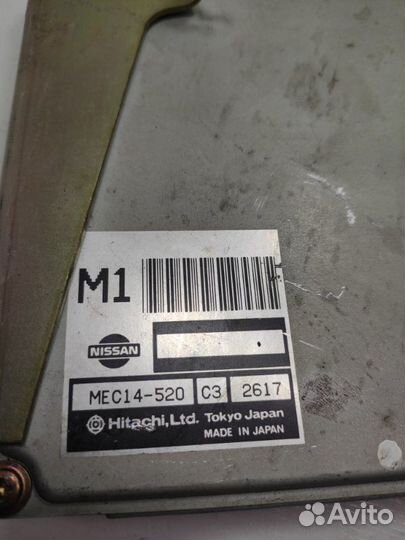 M1
NISSAN
MEC14-520 C3 2617
Hitachi,Ltd. Tokyo Japan
MADE IN JAPAN
Avito